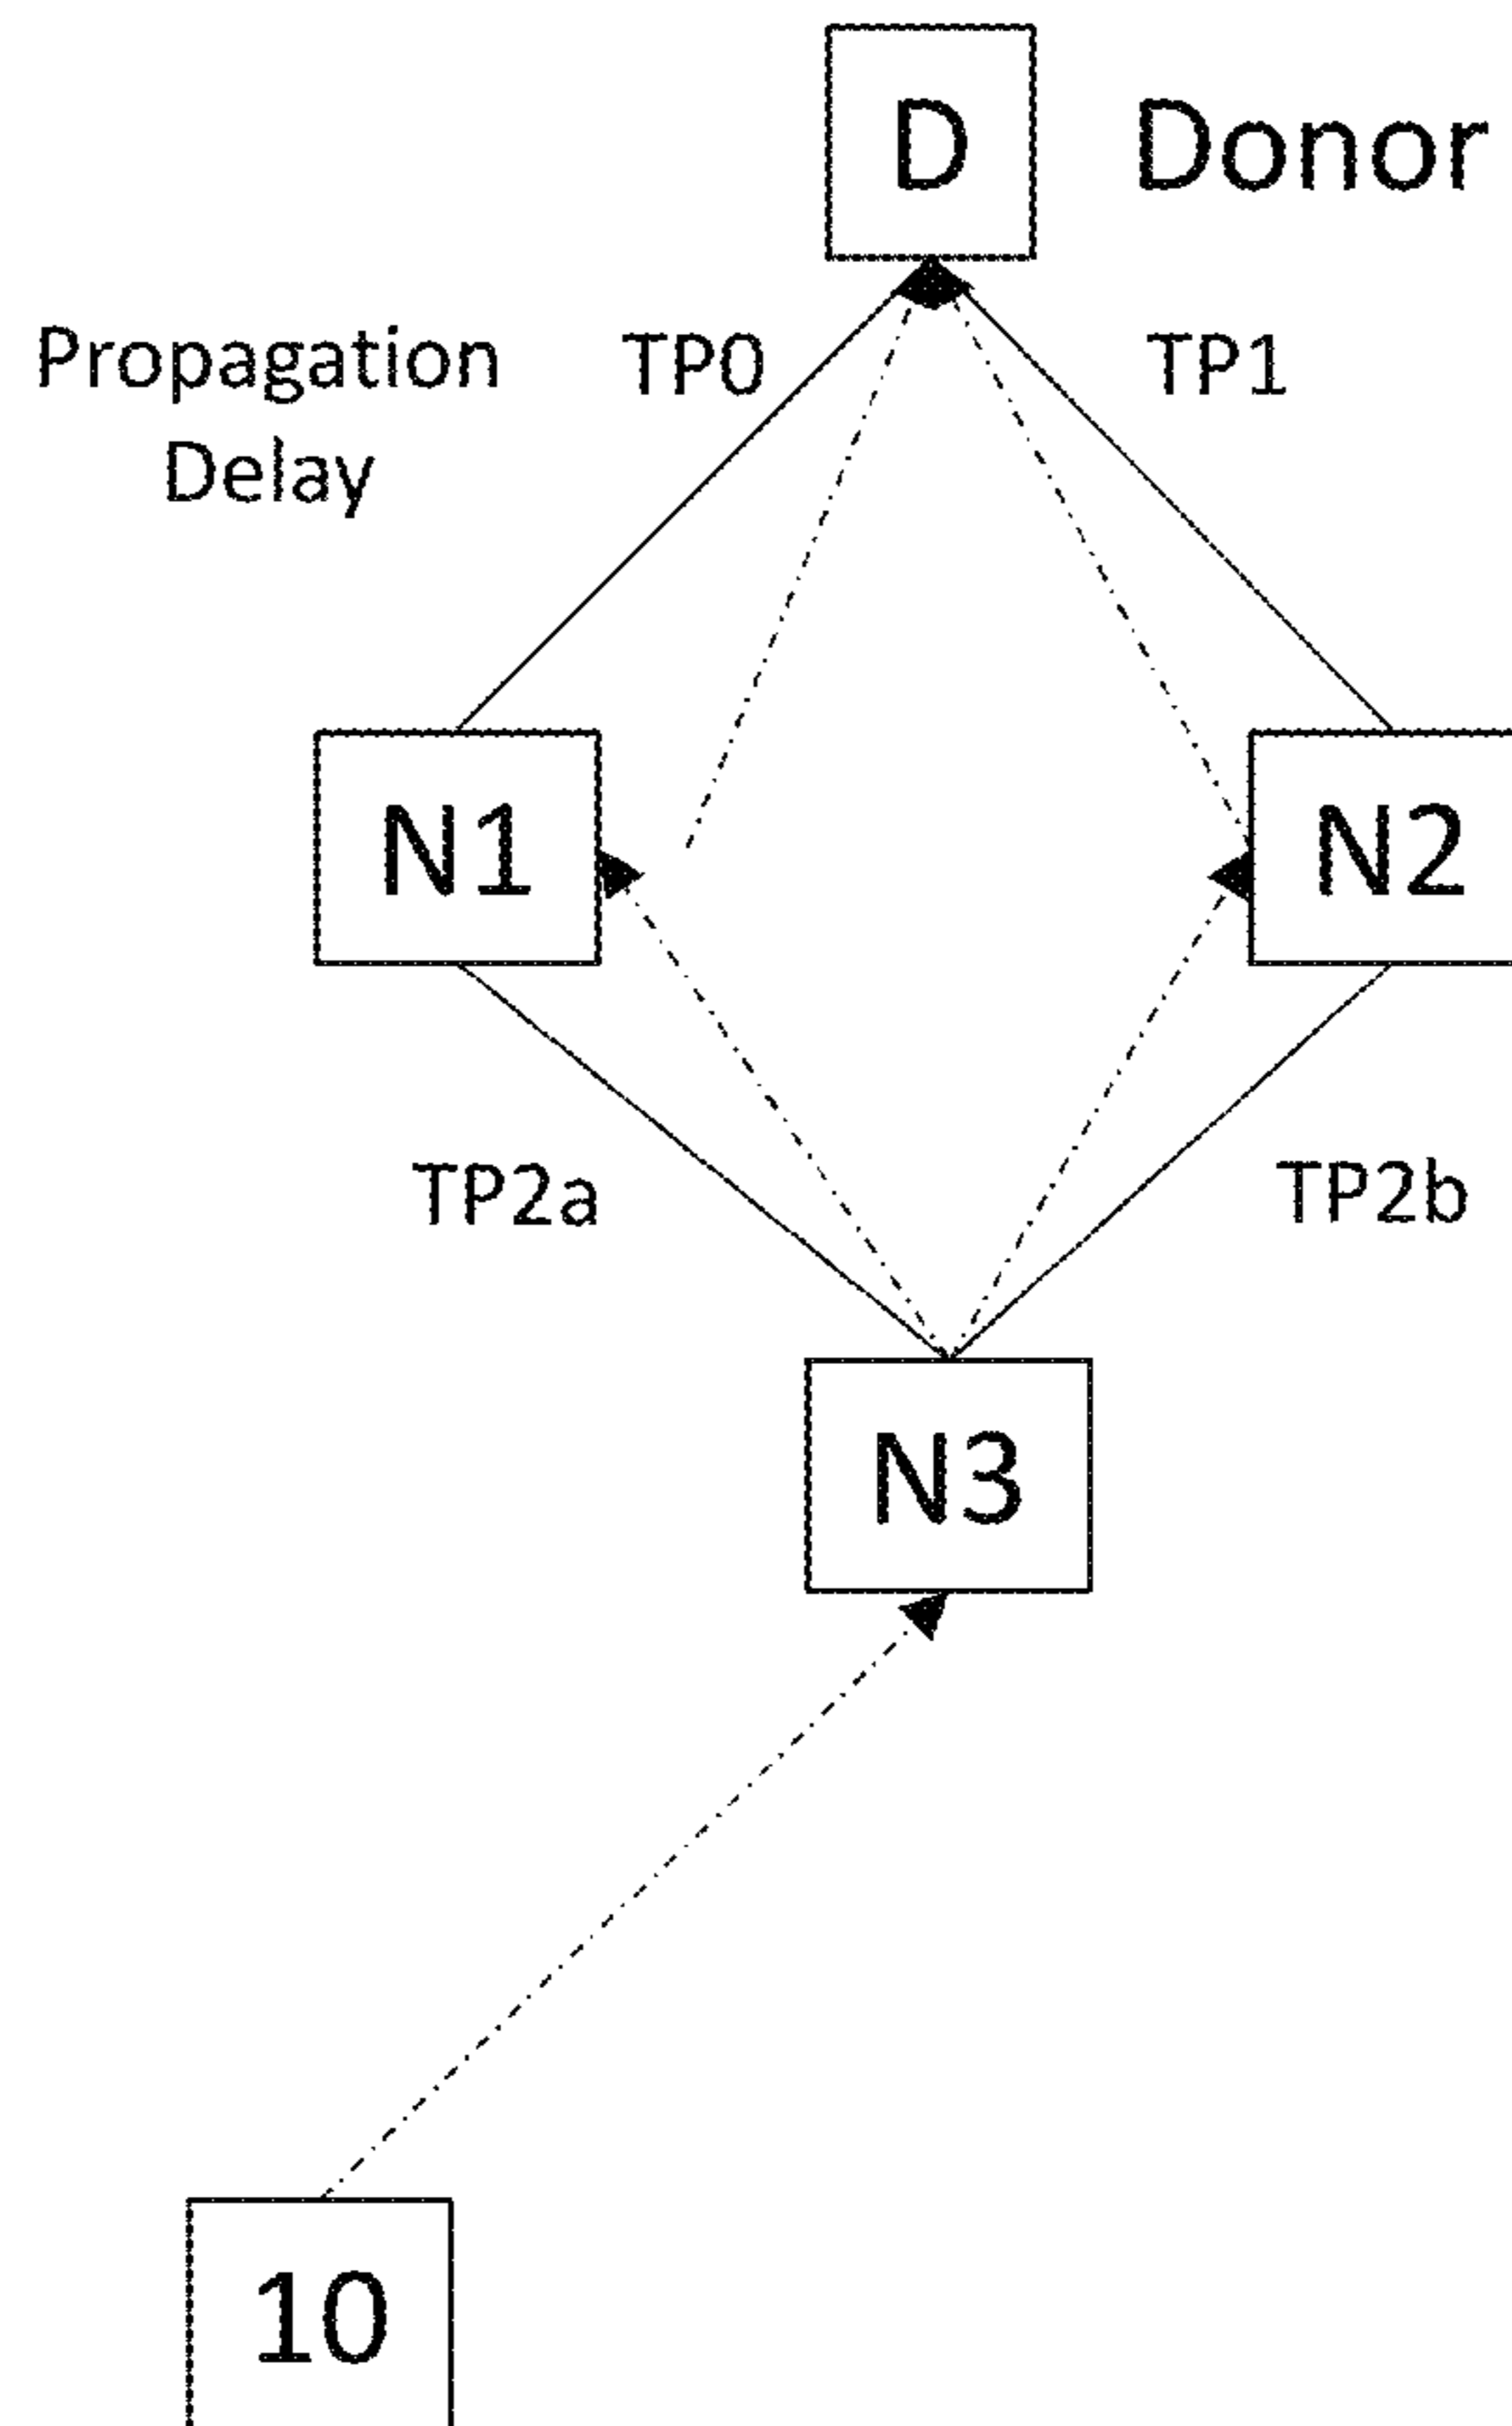 D Donor
Propagation TP0 TP1
Delay
N1 N2
TP2a TP2b
N3
10